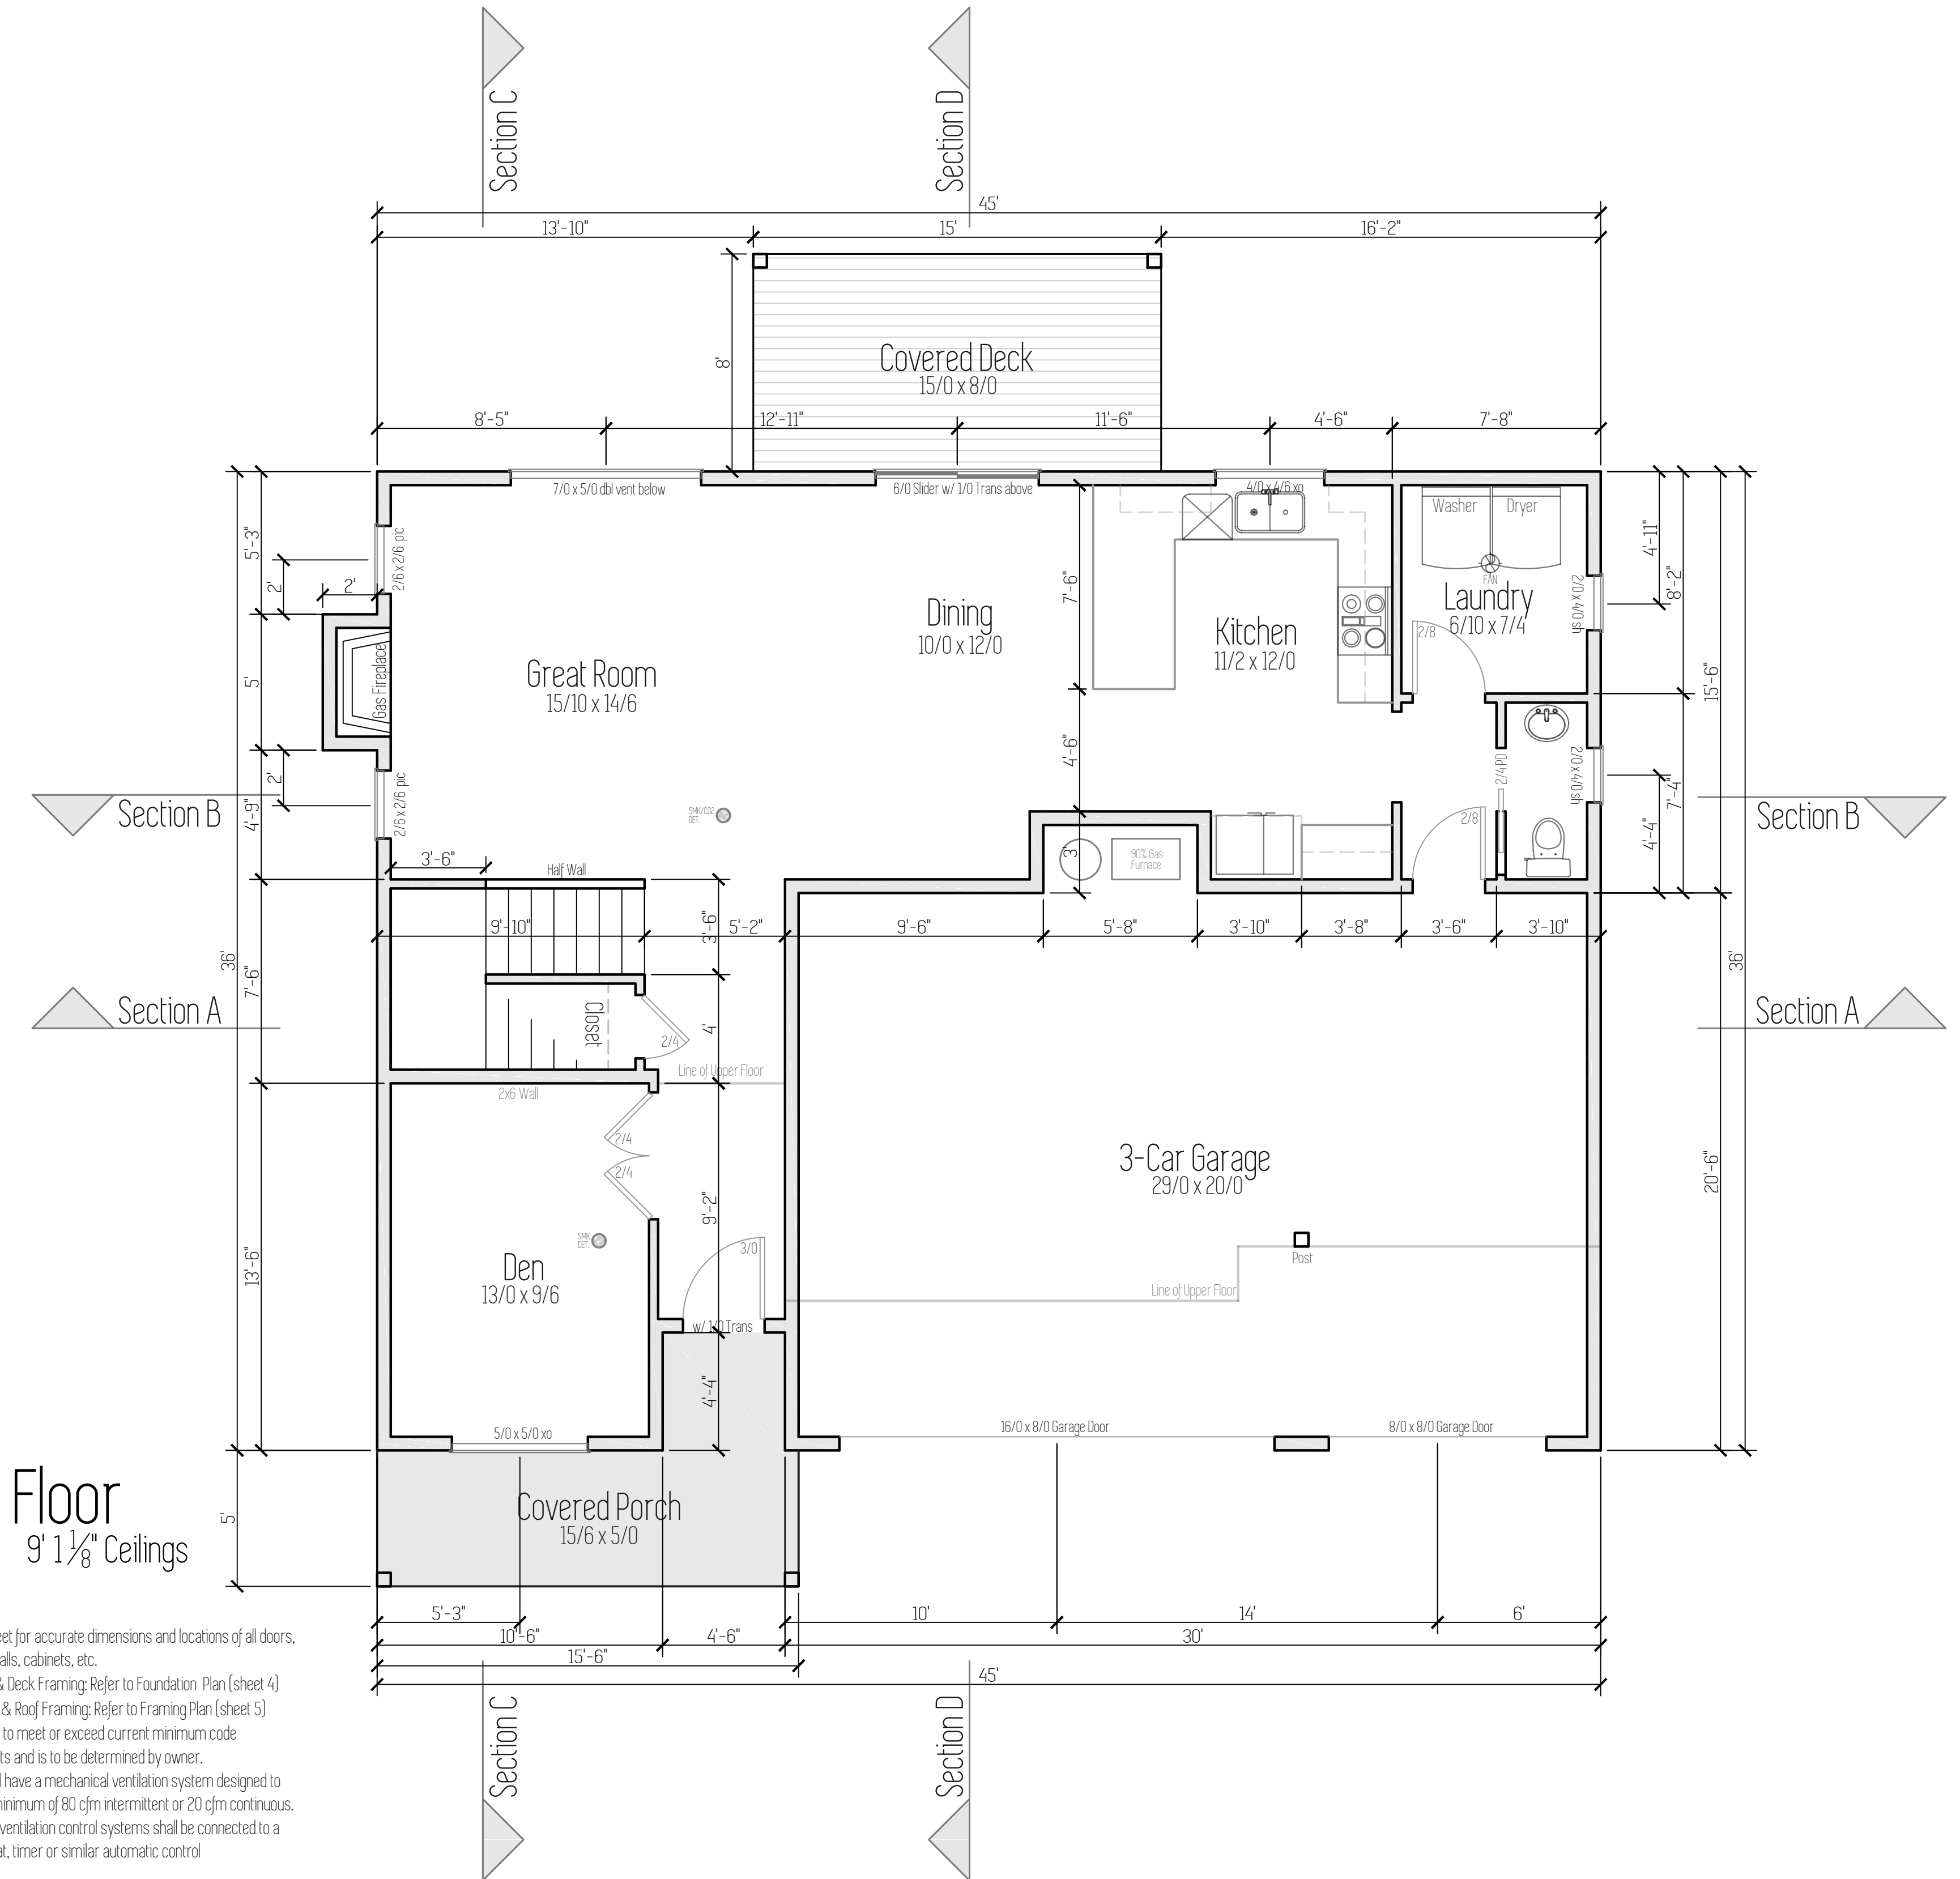 Section C
Section D
45'
13'-10"
15'
16'-2"
8'
Covered Deck
15/0 x 8/0
8'-5"
12'-11"
11'-6"
4'-6"
7'-8"
7/0 x 5/0 dbl vent below
6/0 Slider w/ 1/0 Trans above
4/0 x 4/6 xo
Washer
Dryer
FAN
Laundry
6/10 x 7/4
2/8
2/0 x 4/0 sh
4'-11"
8'-2"
15'-6"
5'-3"
2'
2'
2/6 x 2/6 pic
5'
Gas Fireplace
Great Room
15/10 x 14/6
Dining
10/0 x 12/0
7'-6"
Kitchen
11/2 x 12/0
4'-6"
2'
4'-9"
2/6 x 2/6 pic
SMK/CO2
DET.
2/4 PD
2/0 x 4/0 sh
7'-4"
4'-4"
2/8
Section B
Section B
3'-6"
Half Wall
3'
90% Gas
Furnace
9'-10"
3'-6"
5'-2"
9'-6"
5'-8"
3'-10"
3'-8"
3'-6"
3'-10"
36'
7'-6"
36'
Section A
Section A
Closet
2/4
4'
Line of Upper Floor
2x6 Wall
2/4
2/4
3-Car Garage
29/0 x 20/0
20'-6"
9'-2"
13'-6"
SMK
DET.
Den
13/0 x 9/6
3/0
Post
Line of Upper Floor
w/ 1/0 Trans
4'-4"
5/0 x 5/0 xo
16/0 x 8/0 Garage Door
8/0 x 8/0 Garage Door
Floor
9' 1 1/8" Ceilings
5'
Covered Porch
15/6 x 5/0
5'-3"
10'
14'
6'
10'-6"
4'-6"
30'
15'-6"
45'
for accurate dimensions and locations of all doors,
cabinets, etc.
& Deck Framing: Refer to Foundation Plan (sheet 4)
& Roof Framing: Refer to Framing Plan (sheet 5)
to meet or exceed current minimum code
and is to be determined by owner.
have a mechanical ventilation system designed to
of 80 cfm intermittent or 20 cfm continuous.
ventilation control systems shall be connected to a
timer or similar automatic control
Section C
Section D